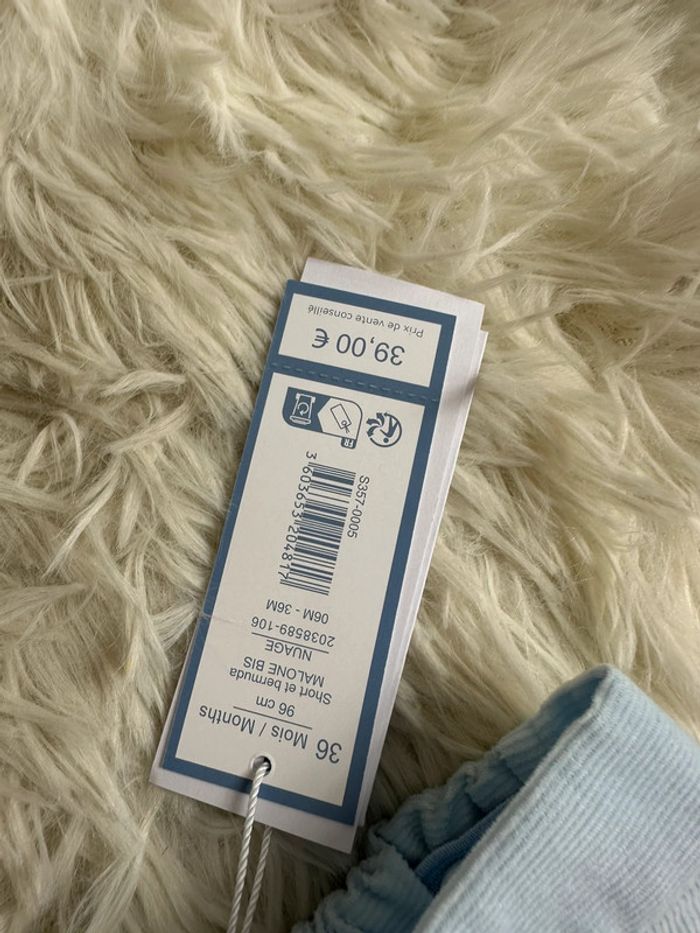 36 Mois / Months
96 cm
Short et bermuda
MALONE BIS
NUAGE
2038589-106
06M - 36M
3 603653 204817
S357-0005
FR
39,00 €
Prix de vente conseillé